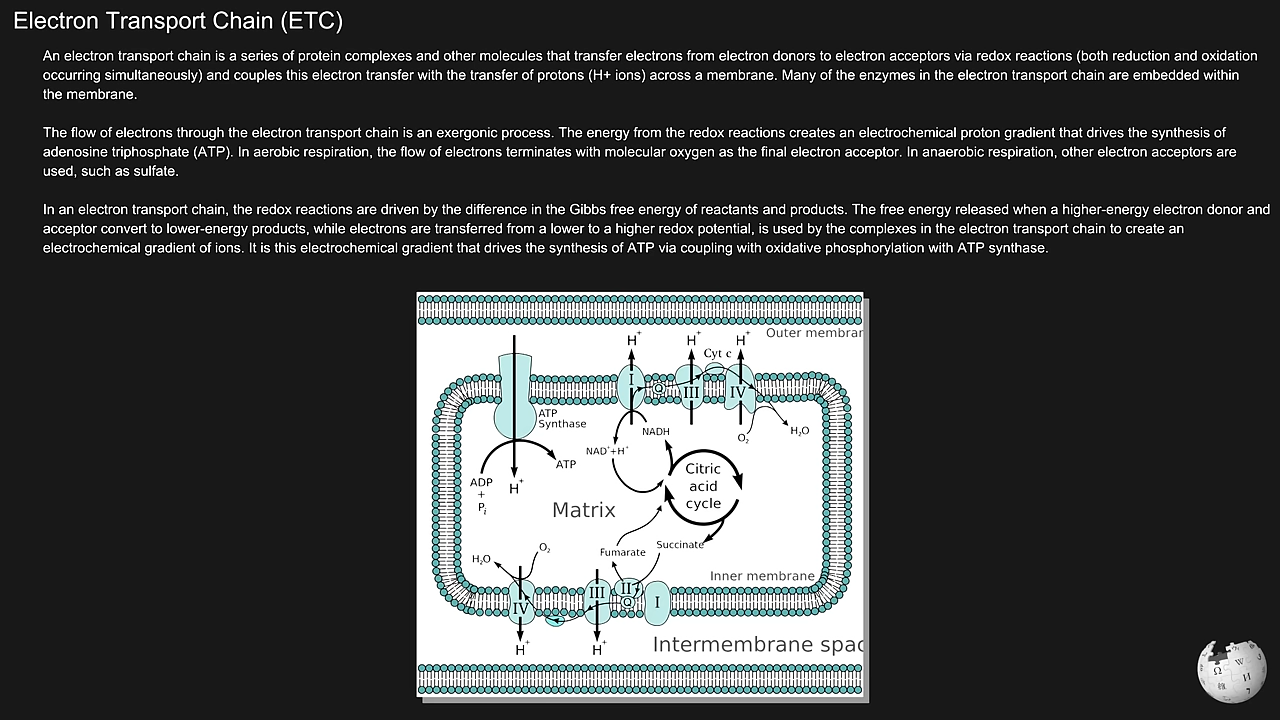 Electron Transport Chain (ETC)
An electron transport chain is a series of protein complexes and other molecules that transfer electrons from electron donors to electron acceptors via redox reactions (both reduction and oxidation
occurring simultaneously) and couples this electron transfer with the transfer of protons (H+ ions) across a membrane. Many of the enzymes in the electron transport chain are embedded within
the membrane.
The flow of electrons through the electron transport chain is an exergonic process. The energy from the redox reactions creates an electrochemical proton gradient that drives the synthesis of
adenosine triphosphate (ATP). In aerobic respiration, the flow of electrons terminates with molecular oxygen as the final electron acceptor. In anaerobic respiration, other electron acceptors are
used, such as sulfate.
In an electron transport chain, the redox reactions are driven by the difference in the Gibbs free energy of reactants and products. The free energy released when a higher-energy electron donor and
acceptor convert to lower-energy products, while electrons are transferred from a lower to a higher redox potential, is used by the complexes in the electron transport chain to create an
electrochemical gradient of ions. It is this electrochemical gradient that drives the synthesis of ATP via coupling with oxidative phosphorylation with ATP synthase.
Outer membrar
H⁺ H⁺ H⁺
Cyt c
I Q III IV
ATP
Synthase
NADH
O₂ H₂O
NAD⁺+H⁺
ATP
Citric
acid
cycle
ADP
+
Pᵢ
H⁺
Matrix
H₂O O₂
Fumarate Succinate
Inner membrane
IV III II Q I
H⁺ H⁺
Intermembrane spac
Ω W И